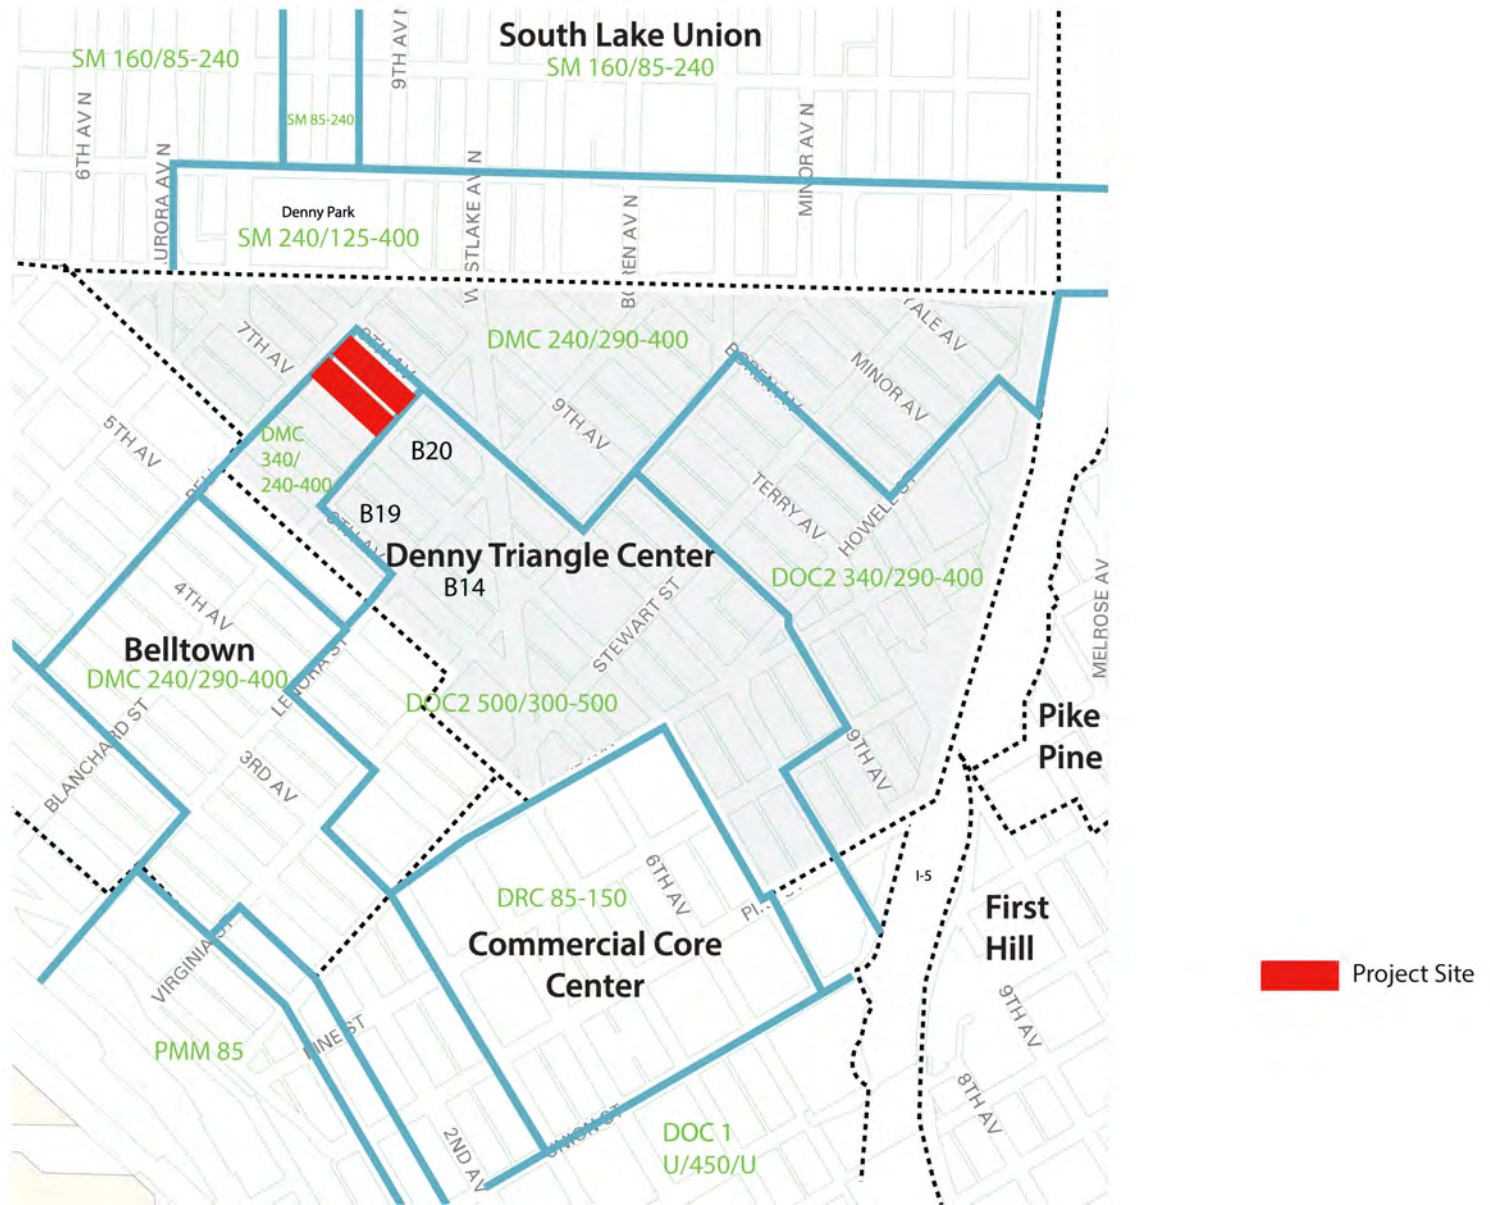 South Lake Union
SM 160/85-240
SM 160/85-240
9TH AV N
6TH AV N
SM 85-240
MINOR AV N
Denny Park
SM 240/125-400
7TH AV
DMC 240/290-400
YALE AV
MINOR AV
BOREN AV
9TH AV
5TH AV
DMC
340/
240-400
B20
B19
TERRY AV
HOWELL ST
Denny Triangle Center
B14
DOC2 340/290-400
STEWART ST
MELROSE AV
4TH AV
Belltown
DMC 240/290-400
LENORA ST
BLANCHARD ST
DOC2 500/300-500
Pike
Pine
3RD AV
9TH AV
6TH AV
DRC 85-150
I-5
Commercial Core
Center
First
Hill
VIRGINIA ST
Project Site
PMM 85
PINE ST
9TH AV
8TH AV
2ND AV
UNION ST
DOC 1
U/450/U